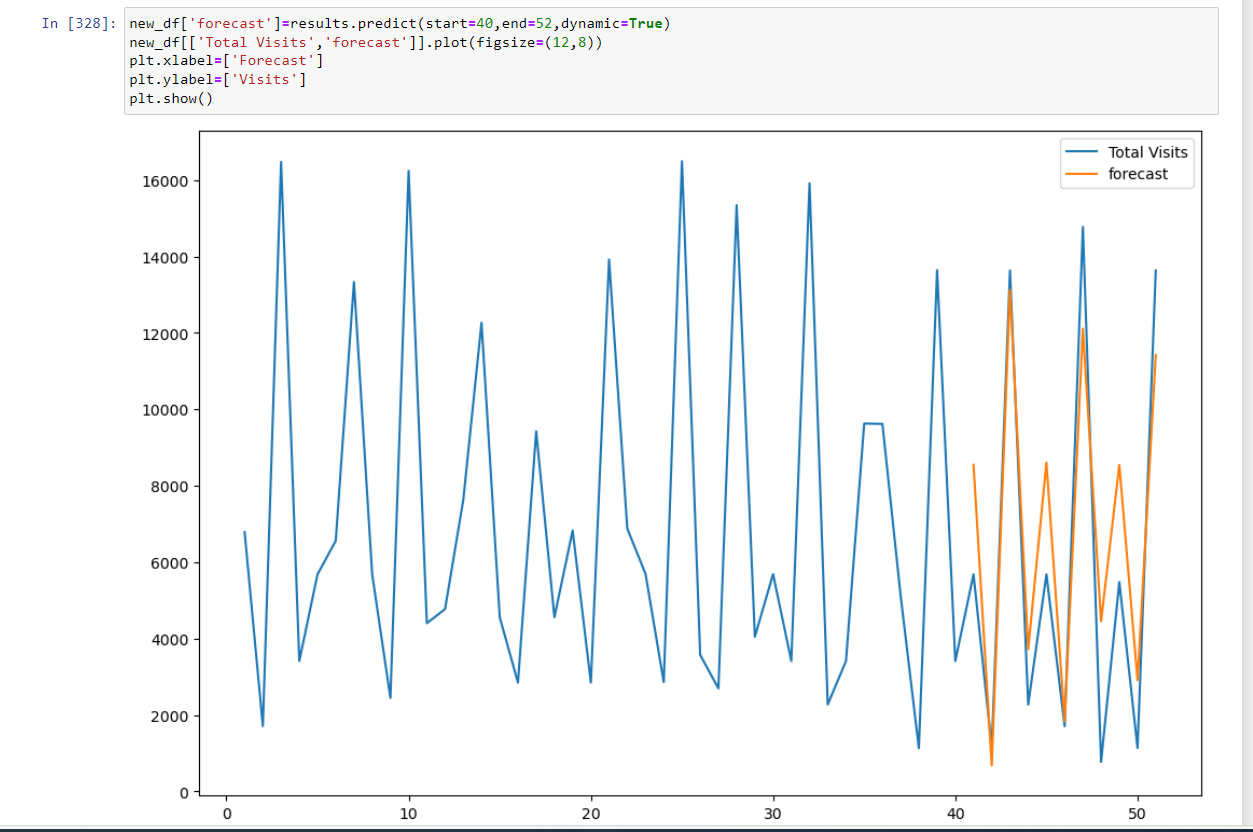 In [328]: new_df['forecast']=results.predict(start=40,end=52,dynamic=True)
new_df[['Total Visits','forecast']].plot(figsize=(12,8))
plt.xlabel=['Forecast']
plt.ylabel=['Visits']
plt.show()
Total Visits
forecast
16000
14000
12000
10000
8000
6000
4000
2000
0
0 10 20 30 40 50